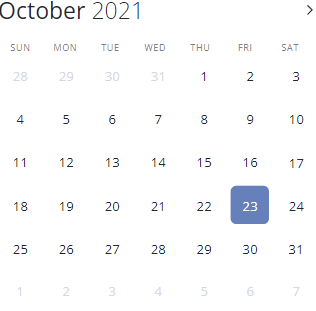 October 2021
SUN MON TUE WED THU FRI SAT
28 29 30 31 1 2 3
4 5 6 7 8 9 10
11 12 13 14 15 16 17
18 19 20 21 22 23 24
25 26 27 28 29 30 31
1 2 3 4 5 6 7